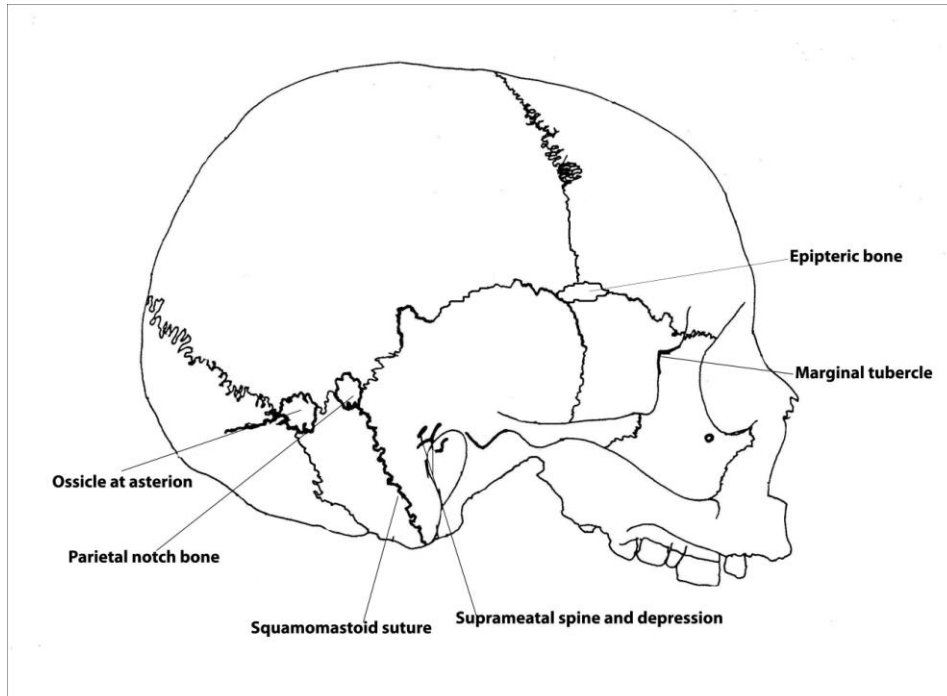 Epipteric bone
Marginal tubercle
Ossicle at asterion
Parietal notch bone
Squamomastoid suture
Suprameatal spine and depression